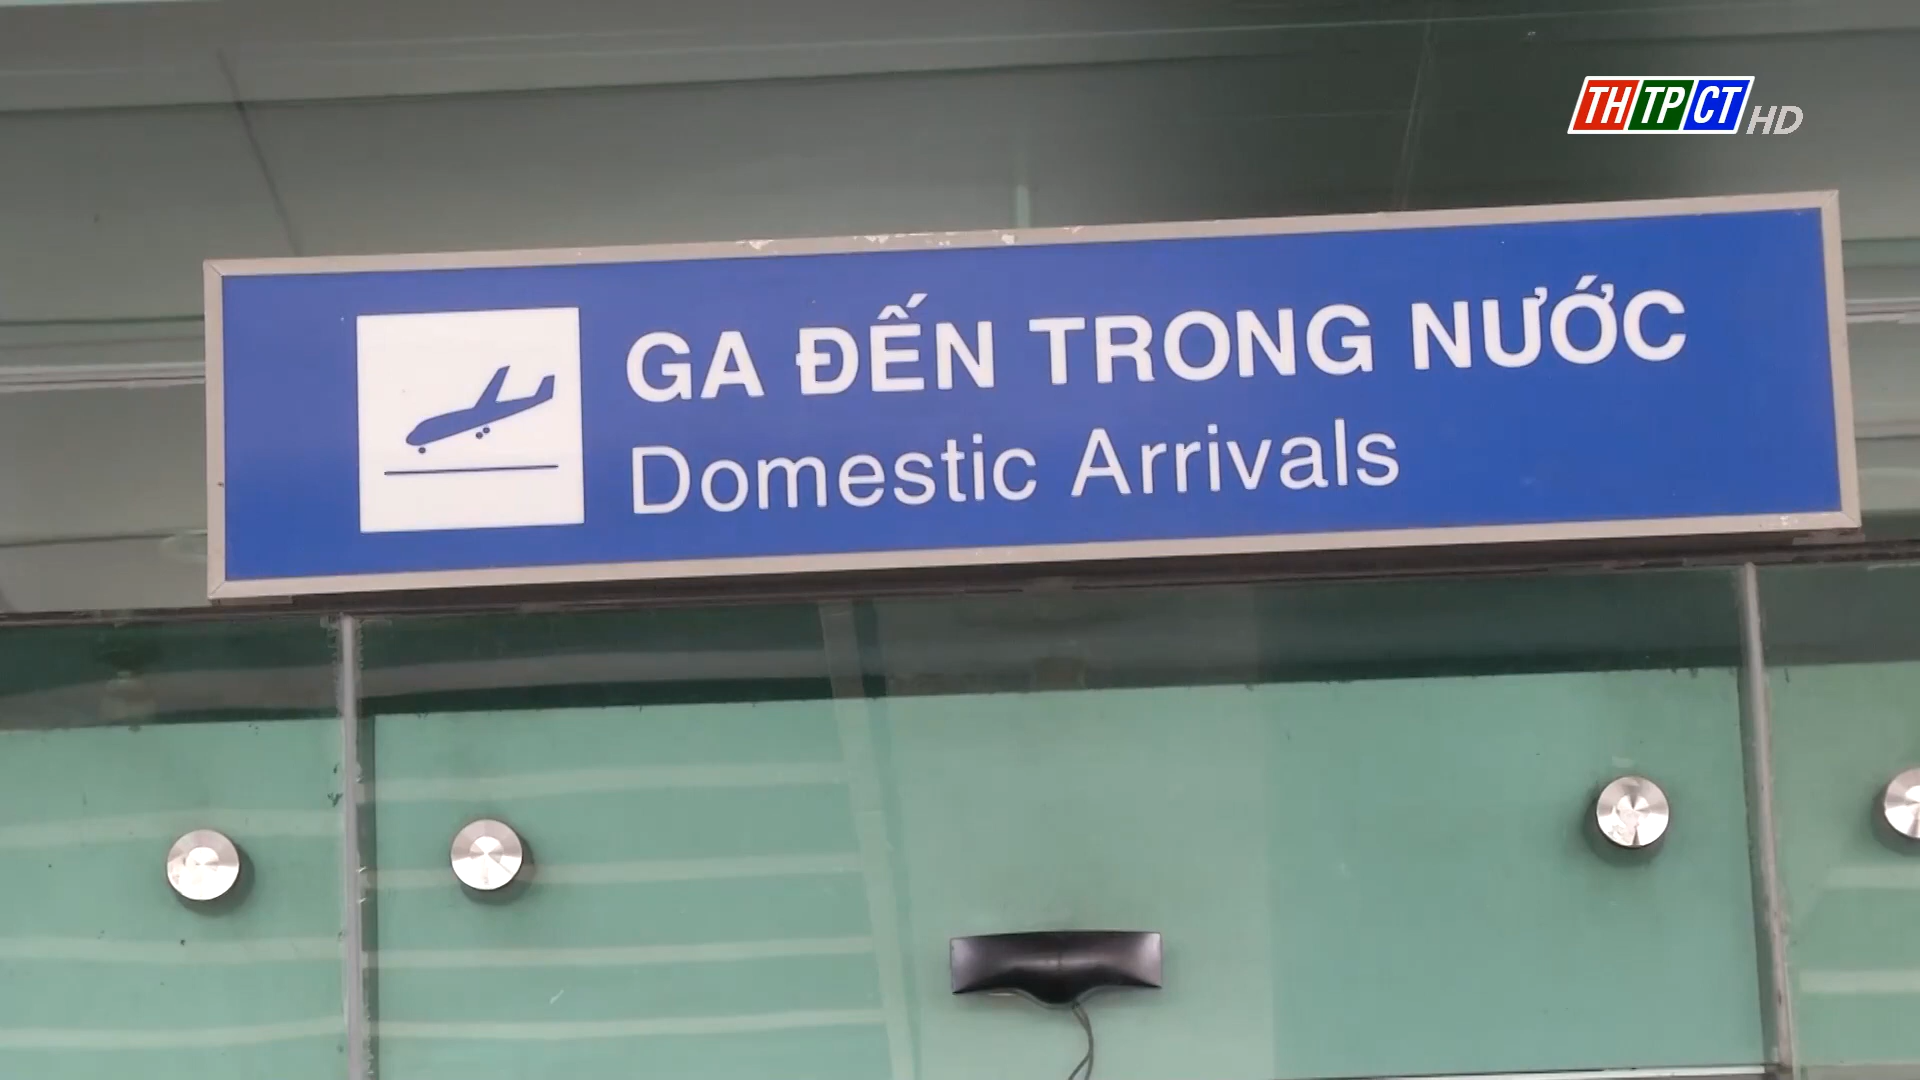 THTPCT HD
GA ĐẾN TRONG NƯỚC
Domestic Arrivals